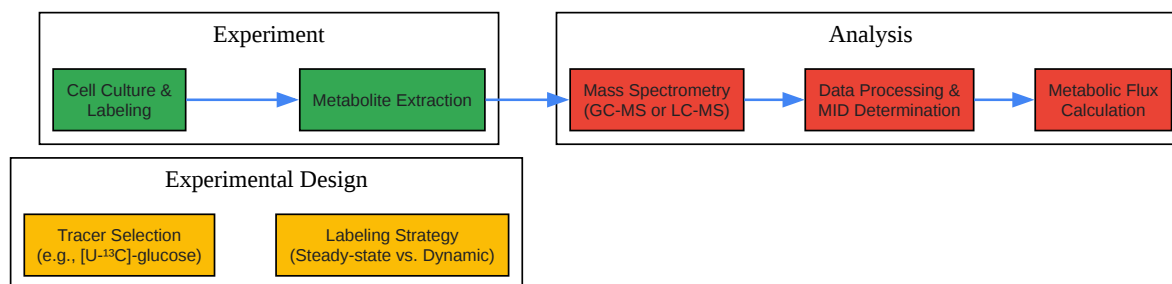 Experiment
Cell Culture &
Labeling
Metabolite Extraction
Analysis
Mass Spectrometry
(GC-MS or LC-MS)
Data Processing &
MID Determination
Metabolic Flux
Calculation
Experimental Design
Tracer Selection
(e.g., [U-¹³C]-glucose)
Labeling Strategy
(Steady-state vs. Dynamic)